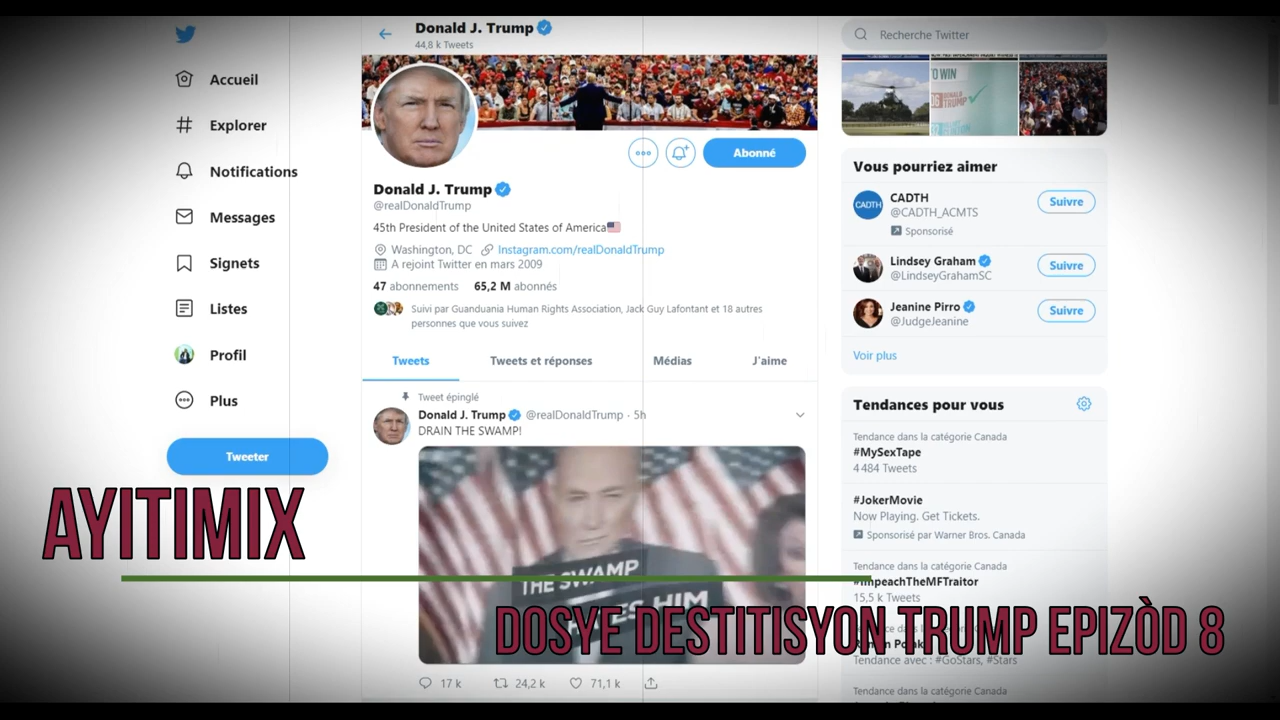 Donald J. Trump
44,8 k Tweets
Recherche Twitter
Accueil
Explorer
Notifications
Messages
Signets
Listes
Profil
Plus
Tweeter
Abonné
Donald J. Trump
@realDonaldTrump
45th President of the United States of America
Washington, DC Instagram.com/realDonaldTrump
A rejoint Twitter en mars 2009
47 abonnements 65,2 M abonnés
Suivi par Guanduania Human Rights Association, Jack Guy Lafontant et 18 autres
personnes que vous suivez
Tweets Tweets et réponses Médias J'aime
Tweet épinglé
Donald J. Trump @realDonaldTrump · 5h
DRAIN THE SWAMP!
THE SWAMP
HIM
17 k 24,2 k 71,1 k
TO WIN
TRUMP
Vous pourriez aimer
CADTH
CADTH
@CADTH_ACMTS
Sponsorisé
Suivre
Lindsey Graham
@LindseyGrahamSC
Suivre
Jeanine Pirro
@JudgeJeanine
Suivre
Voir plus
Tendances pour vous
Tendance dans la catégorie Canada
#MySexTape
4 484 Tweets
#JokerMovie
Now Playing. Get Tickets.
Sponsorisé par Warner Bros. Canada
Tendance dans la catégorie Canada
#ImpeachTheMFTraitor
15,5 k Tweets
Tendance avec : #GoStars, #Stars
Tendance dans la catégorie Canada
AYITIMIX
DOSYE DESTITISYON TRUMP EPIZÒD 8